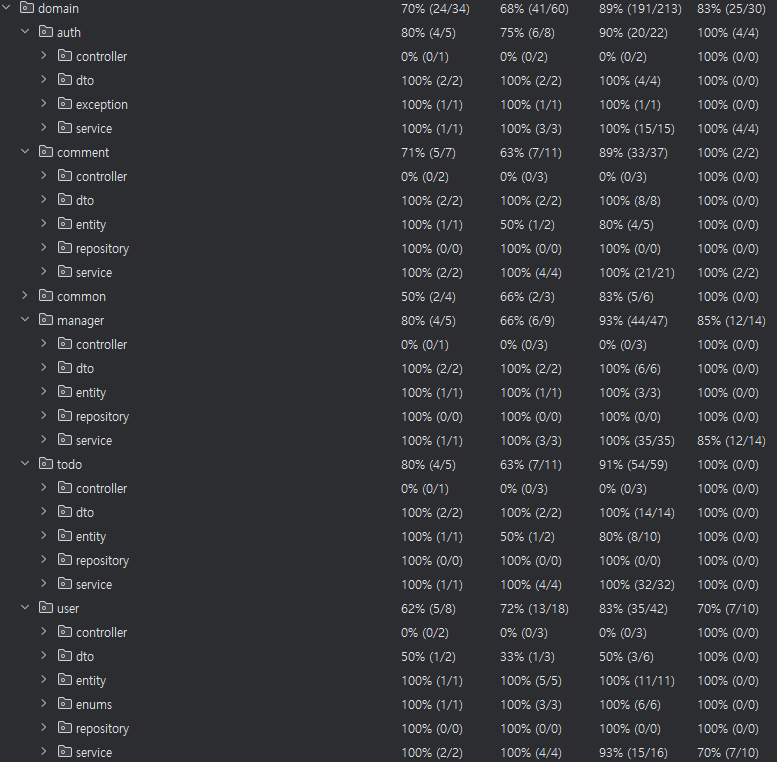 domain 70% (24/34) 68% (41/60) 89% (191/213) 83% (25/30)
auth 80% (4/5) 75% (6/8) 90% (20/22) 100% (4/4)
controller 0% (0/1) 0% (0/2) 0% (0/2) 100% (0/0)
dto 100% (2/2) 100% (2/2) 100% (4/4) 100% (0/0)
exception 100% (1/1) 100% (1/1) 100% (1/1) 100% (0/0)
service 100% (1/1) 100% (3/3) 100% (15/15) 100% (4/4)
comment 71% (5/7) 63% (7/11) 89% (33/37) 100% (2/2)
controller 0% (0/2) 0% (0/3) 0% (0/3) 100% (0/0)
dto 100% (2/2) 100% (2/2) 100% (8/8) 100% (0/0)
entity 100% (1/1) 50% (1/2) 80% (4/5) 100% (0/0)
repository 100% (0/0) 100% (0/0) 100% (0/0) 100% (0/0)
service 100% (2/2) 100% (4/4) 100% (21/21) 100% (2/2)
common 50% (2/4) 66% (2/3) 83% (5/6) 100% (0/0)
manager 80% (4/5) 66% (6/9) 93% (44/47) 85% (12/14)
controller 0% (0/1) 0% (0/3) 0% (0/3) 100% (0/0)
dto 100% (2/2) 100% (2/2) 100% (6/6) 100% (0/0)
entity 100% (1/1) 100% (1/1) 100% (3/3) 100% (0/0)
repository 100% (0/0) 100% (0/0) 100% (0/0) 100% (0/0)
service 100% (1/1) 100% (3/3) 100% (35/35) 85% (12/14)
todo 80% (4/5) 63% (7/11) 91% (54/59) 100% (0/0)
controller 0% (0/1) 0% (0/3) 0% (0/3) 100% (0/0)
dto 100% (2/2) 100% (2/2) 100% (14/14) 100% (0/0)
entity 100% (1/1) 50% (1/2) 80% (8/10) 100% (0/0)
repository 100% (0/0) 100% (0/0) 100% (0/0) 100% (0/0)
service 100% (1/1) 100% (4/4) 100% (32/32) 100% (0/0)
user 62% (5/8) 72% (13/18) 83% (35/42) 70% (7/10)
controller 0% (0/2) 0% (0/3) 0% (0/3) 100% (0/0)
dto 50% (1/2) 33% (1/3) 50% (3/6) 100% (0/0)
entity 100% (1/1) 100% (5/5) 100% (11/11) 100% (0/0)
enums 100% (1/1) 100% (3/3) 100% (6/6) 100% (0/0)
repository 100% (0/0) 100% (0/0) 100% (0/0) 100% (0/0)
service 100% (2/2) 100% (4/4) 93% (15/16) 70% (7/10)